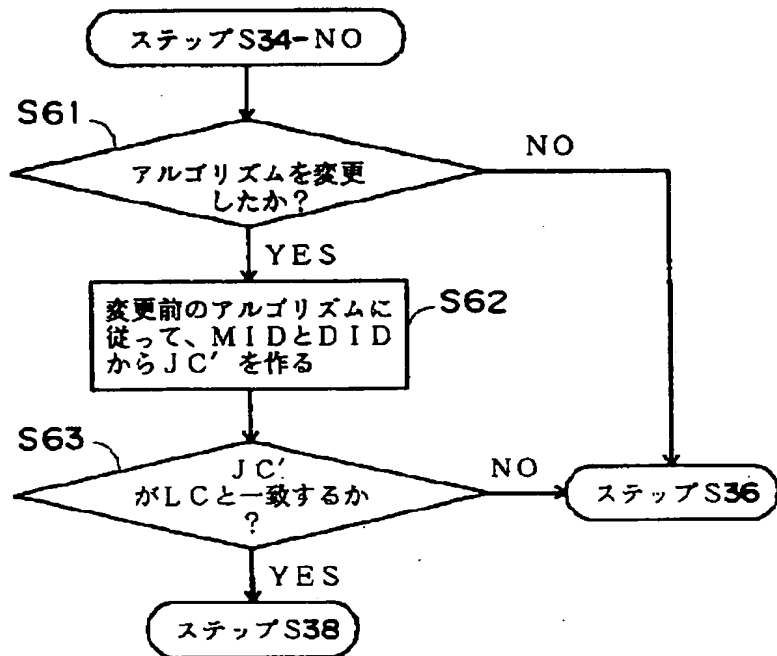 ステップS34-NO
S61
アルゴリズムを変更
したか？
NO
YES
変更前のアルゴリズムに
従って、MIDとDID
からJC′を作る
S62
S63
JC′
がLCと一致するか
？
NO
ステップS36
YES
ステップS38